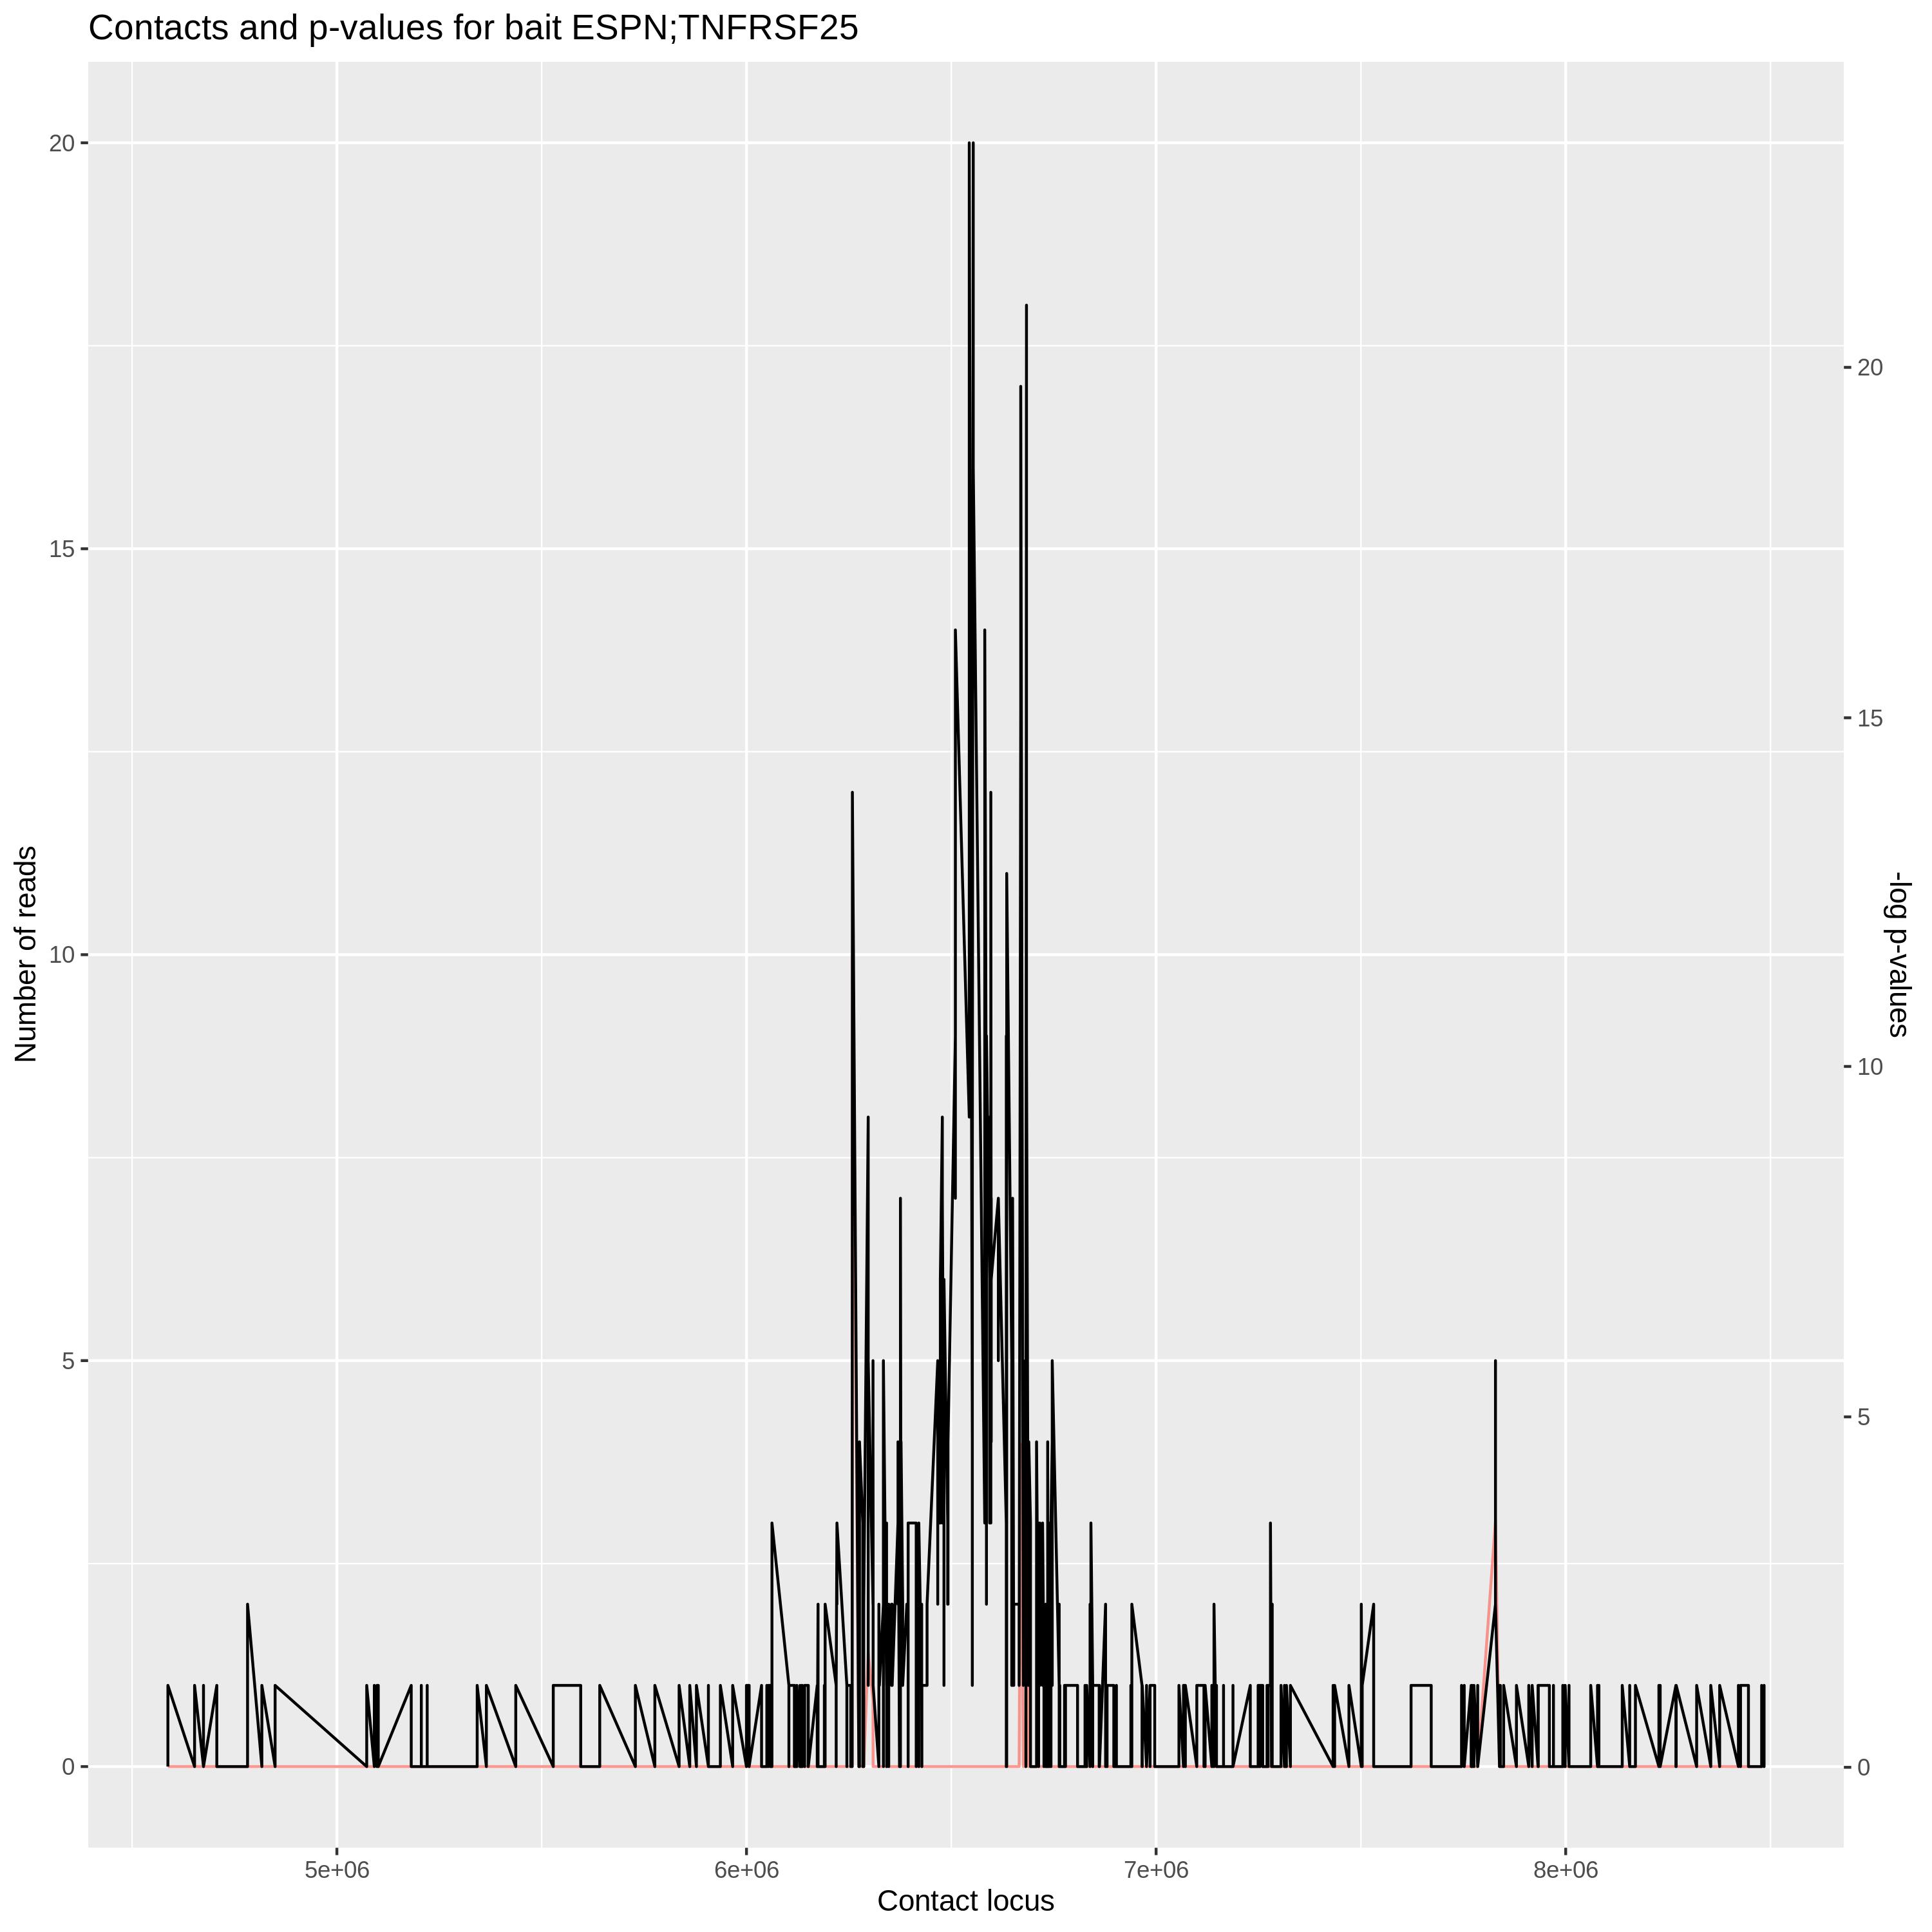 Contacts and p-values for bait ESPN;TNFRSF25
20
15
10
5
0
Number of reads
20
15
10
5
0
-log p-values
5e+06
6e+06
7e+06
8e+06
Contact locus